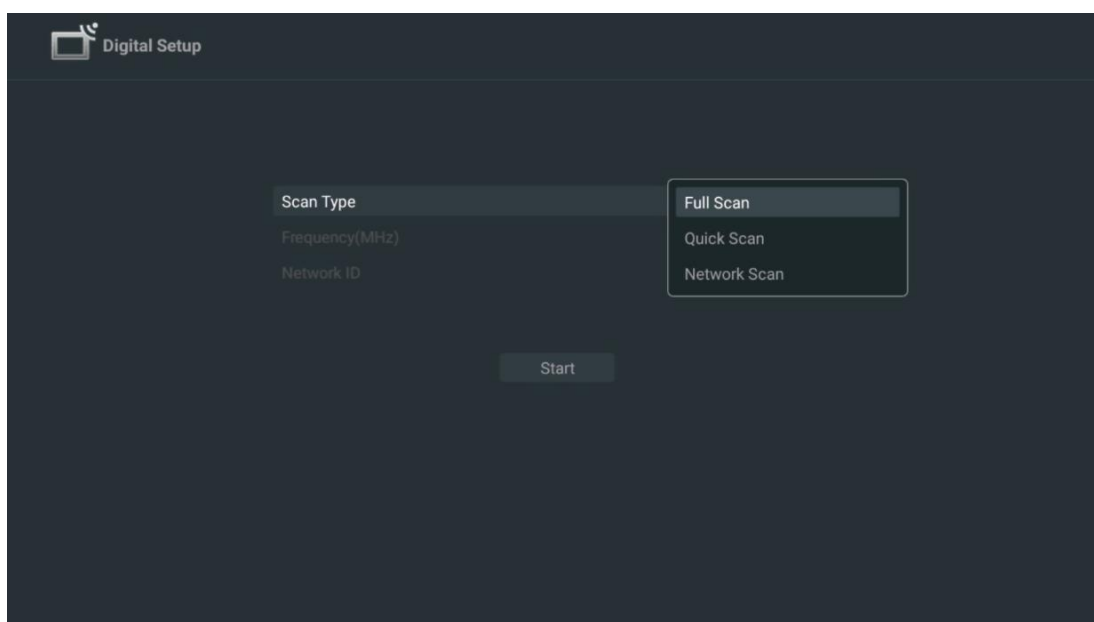 Digital Setup
Scan Type
Full Scan
Frequency(MHz)
Quick Scan
Network ID
Network Scan
Start